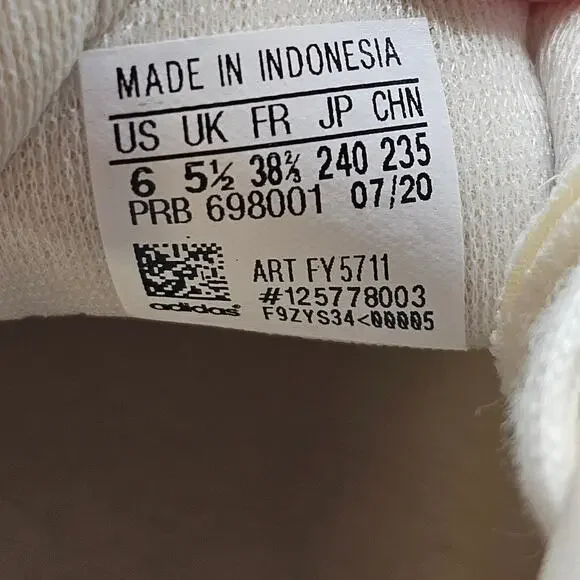 MADE IN INDONESIA
US UK FR JP CHN
6 5½ 38⅔ 240 235
PRB 698001 07/20
ART FY5711
#125778003
adidas® F9ZYS34<00005